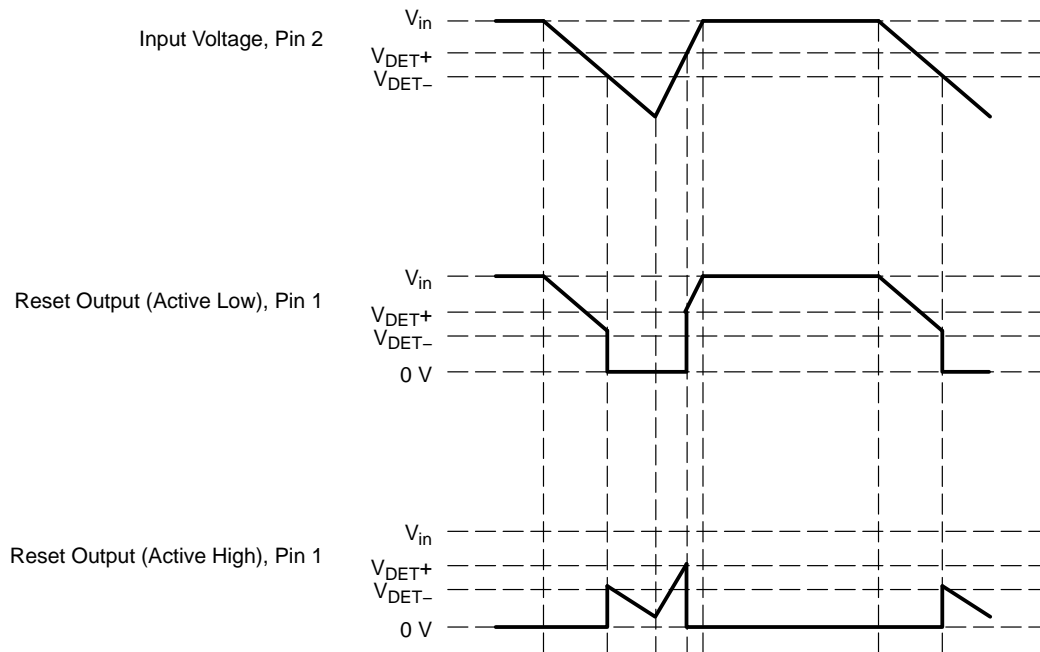 Input Voltage, Pin 2
V_in
V_DET+
V_DET−
Reset Output (Active Low), Pin 1
V_in
V_DET+
V_DET−
0 V
Reset Output (Active High), Pin 1
V_in
V_DET+
V_DET−
0 V